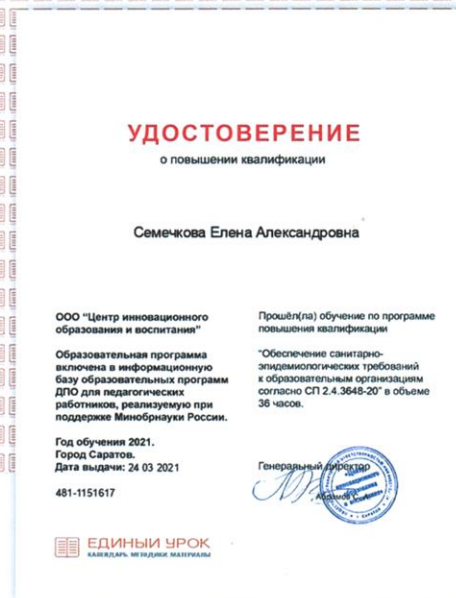 УДОСТОВЕРЕНИЕ
о повышении квалификации
Семечкова Елена Александровна
ООО "Центр инновационного
образования и воспитания"
Образовательная программа
включена в информационную
базу образовательных программ
ДПО для педагогических
работников, реализуемую при
поддержке Минобрнауки России.
Год обучения 2021.
Город Саратов.
Дата выдачи: 24 03 2021
481-1151617
Прошёл(ла) обучение по программе
повышения квалификации
"Обеспечение санитарно-
эпидемиологических требований
к образовательным организациям
согласно СП 2.4.3648-20" в объеме
36 часов.
Генеральный директор
Абрамов С. А.
ЕДИНЫЙ УРОК
КАЛЕНДАРЬ МЕТОДИКИ МАТЕРИАЛЫ